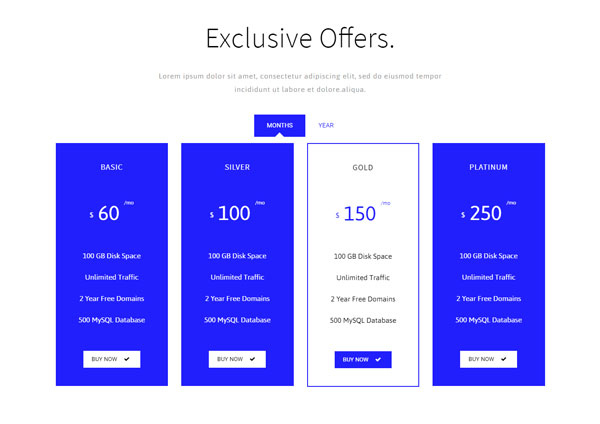 Exclusive Offers.
Lorem ipsum dolor sit amet, consectetur adipiscing elit, sed do eiusmod tempor
incididunt ut labore et dolore.aliqua.
MONTHS YEAR
BASIC
$ 60 /mo
100 GB Disk Space
Unlimited Traffic
2 Year Free Domains
500 MySQL Database
BUY NOW
SILVER
$ 100 /mo
100 GB Disk Space
Unlimited Traffic
2 Year Free Domains
500 MySQL Database
BUY NOW
GOLD
$ 150 /mo
100 GB Disk Space
Unlimited Traffic
2 Year Free Domains
500 MySQL Database
BUY NOW
PLATINUM
$ 250 /mo
100 GB Disk Space
Unlimited Traffic
2 Year Free Domains
500 MySQL Database
BUY NOW